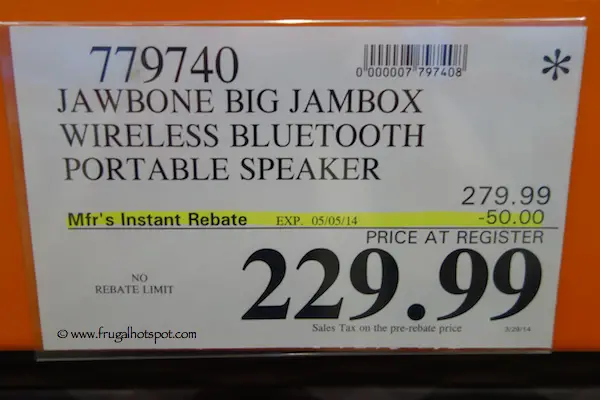 779740
0 000007 797408
*
JAWBONE BIG JAMBOX
WIRELESS BLUETOOTH
PORTABLE SPEAKER
279.99
Mfr's Instant Rebate EXP. 05/05/14 -50.00
PRICE AT REGISTER
229.99
NO
REBATE LIMIT
Sales Tax on the pre-rebate price 3/28/14
© www.frugalhotspot.com